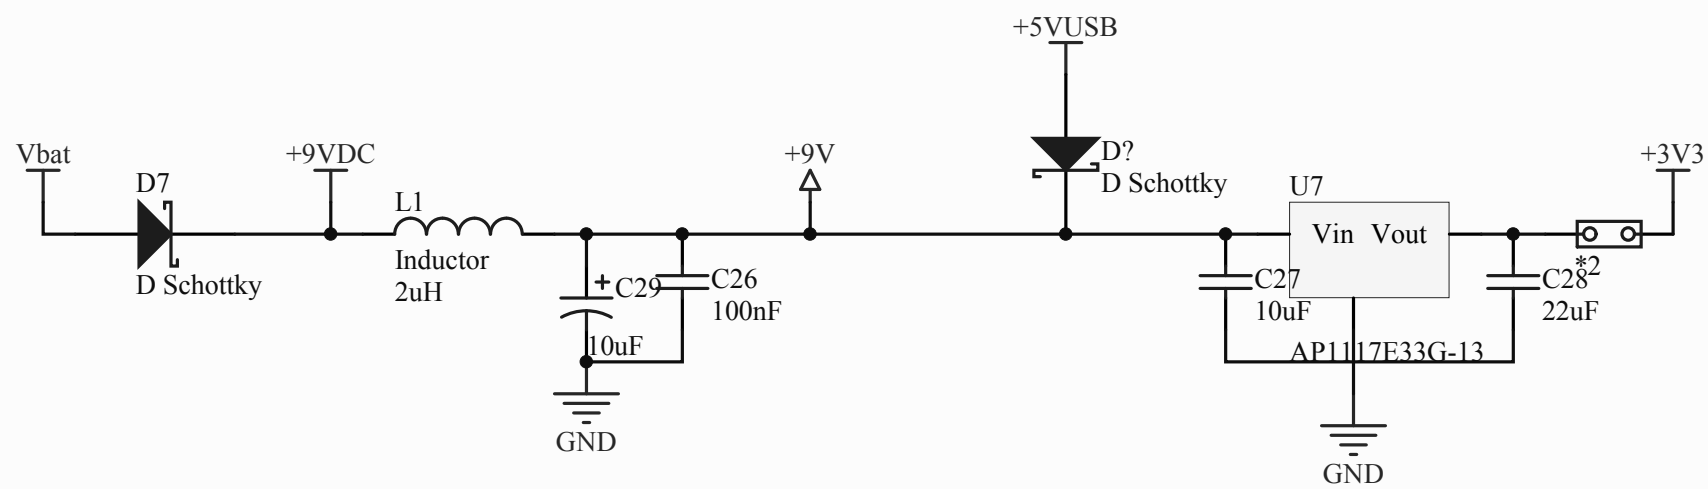 +5VUSB
Vbat
+9VDC
+9V
+3V3
D7
D Schottky
L1
Inductor
2uH
C29
10uF
C26
100nF
GND
D?
D Schottky
U7
Vin Vout
C27
10uF
AP1117E33G-13
C28
22uF
*2
GND